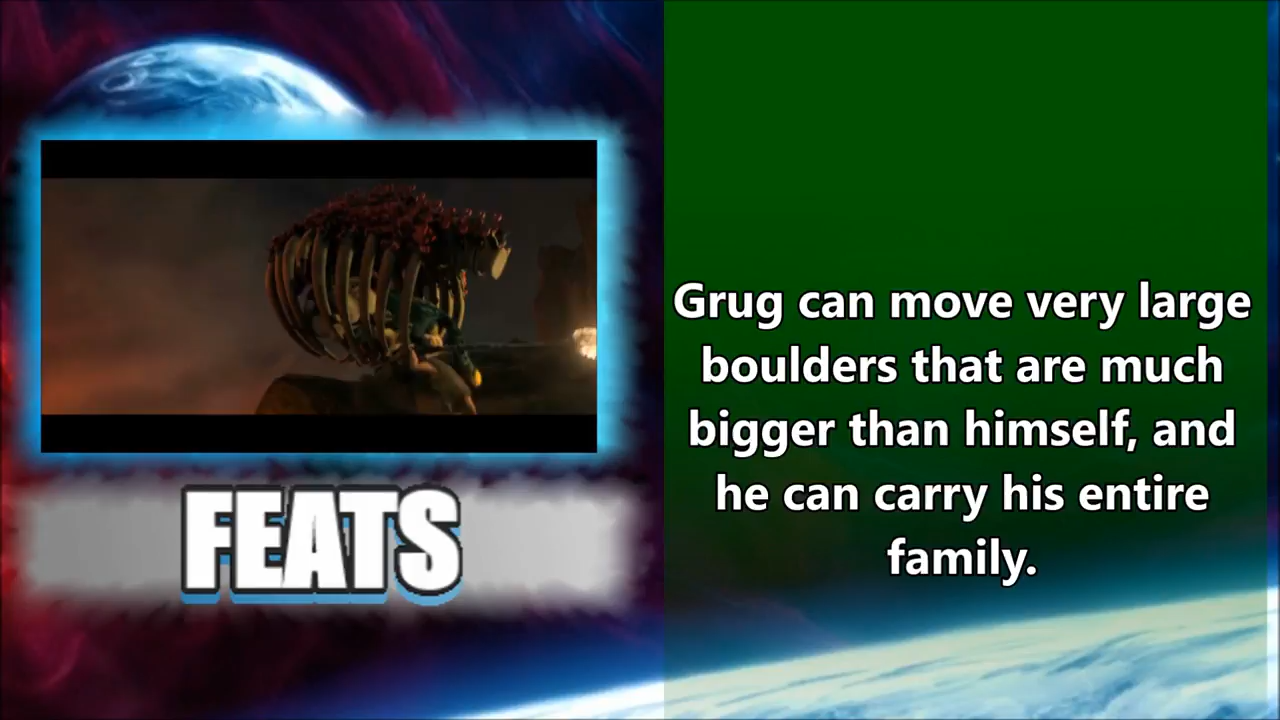 FEATS
Grug can move very large
boulders that are much
bigger than himself, and
he can carry his entire
family.